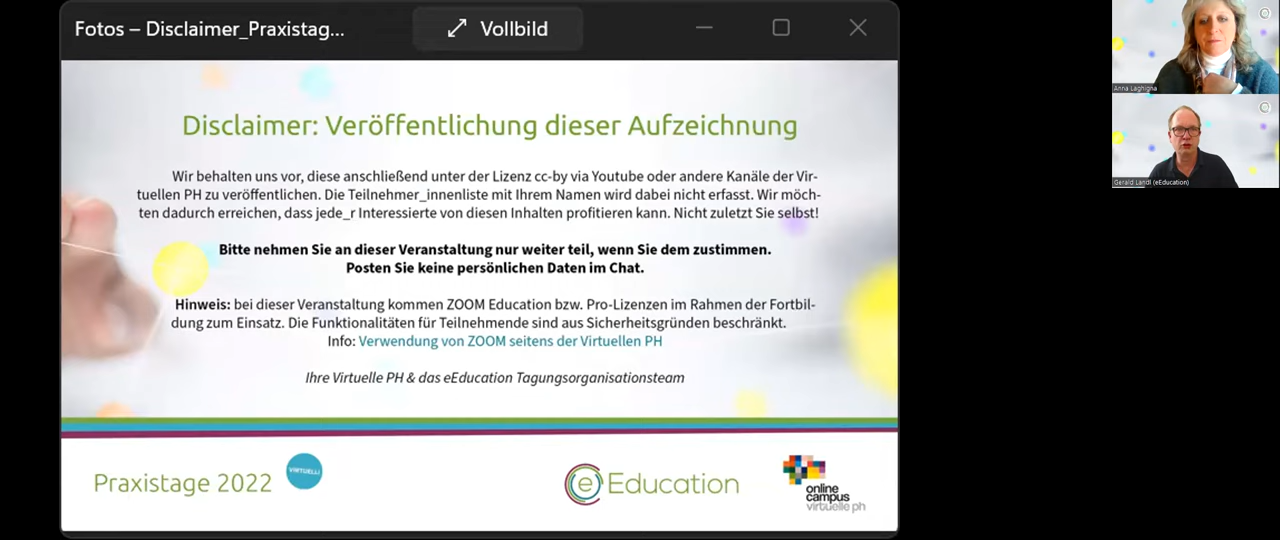 Fotos – Disclaimer_Praxistag...
Vollbild
Disclaimer: Veröffentlichung dieser Aufzeichnung
Wir behalten uns vor, diese anschließend unter der Lizenz cc-by via Youtube oder andere Kanäle der Vir-
tuellen PH zu veröffentlichen. Die Teilnehmer_innenliste mit Ihrem Namen wird dabei nicht erfasst. Wir möch-
ten dadurch erreichen, dass jede_r Interessierte von diesen Inhalten profitieren kann. Nicht zuletzt Sie selbst!
Bitte nehmen Sie an dieser Veranstaltung nur weiter teil, wenn Sie dem zustimmen.
Posten Sie keine persönlichen Daten im Chat.
Hinweis: bei dieser Veranstaltung kommen ZOOM Education bzw. Pro-Lizenzen im Rahmen der Fortbil-
dung zum Einsatz. Die Funktionalitäten für Teilnehmende sind aus Sicherheitsgründen beschränkt.
Info: Verwendung von ZOOM seitens der Virtuellen PH
Ihre Virtuelle PH & das eEducation Tagungsorganisationsteam
Praxistage 2022
VIRTUELL!
eEducation
online
campus
virtuelle ph
Anna Laghigna
Gerald Landl (eEducation)